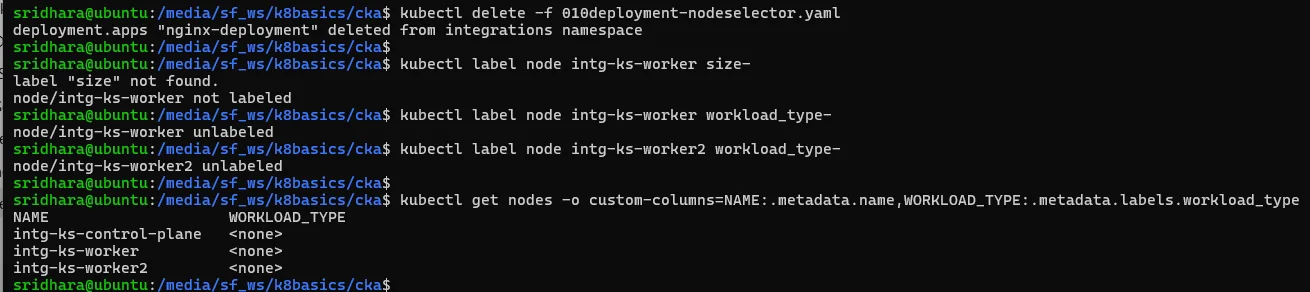 sridhara@ubuntu:/media/sf_ws/k8basics/cka$ kubectl delete -f 010deployment-nodeselector.yaml
deployment.apps "nginx-deployment" deleted from integrations namespace
sridhara@ubuntu:/media/sf_ws/k8basics/cka$
sridhara@ubuntu:/media/sf_ws/k8basics/cka$ kubectl label node intg-ks-worker size-
label "size" not found.
node/intg-ks-worker not labeled
sridhara@ubuntu:/media/sf_ws/k8basics/cka$ kubectl label node intg-ks-worker workload_type-
node/intg-ks-worker unlabeled
sridhara@ubuntu:/media/sf_ws/k8basics/cka$ kubectl label node intg-ks-worker2 workload_type-
node/intg-ks-worker2 unlabeled
sridhara@ubuntu:/media/sf_ws/k8basics/cka$
sridhara@ubuntu:/media/sf_ws/k8basics/cka$ kubectl get nodes -o custom-columns=NAME:.metadata.name,WORKLOAD_TYPE:.metadata.labels.workload_type
NAME                    WORKLOAD_TYPE
intg-ks-control-plane   <none>
intg-ks-worker          <none>
intg-ks-worker2         <none>
sridhara@ubuntu:/media/sf_ws/k8basics/cka$